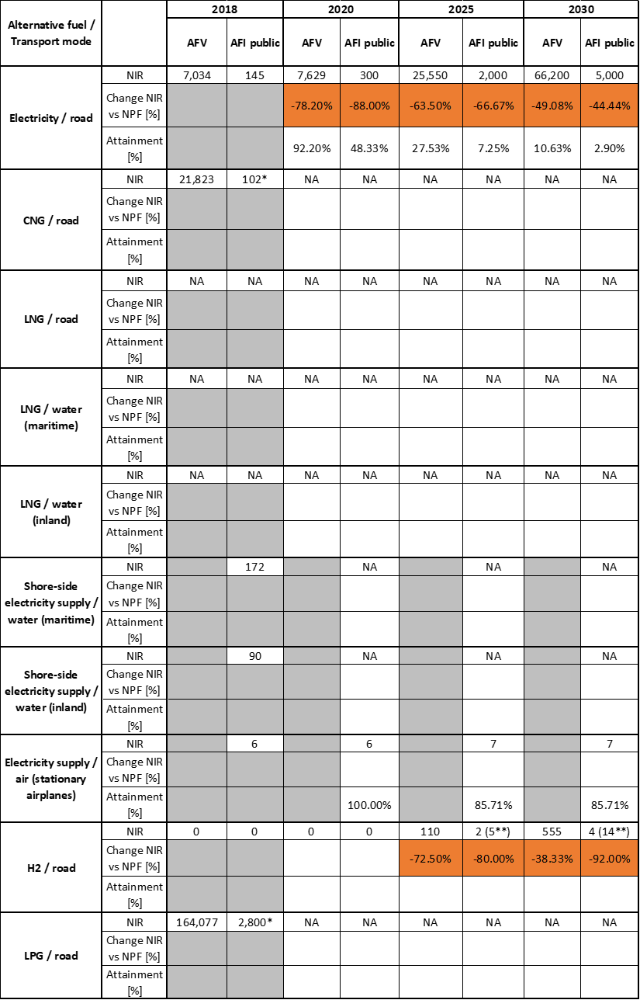 Alternative fuel / Transport mode 2018 2020 2025 2030
AFV AFI public AFV AFI public AFV AFI public AFV AFI public
Electricity / road
NIR 7,034 145 7,629 300 25,550 2,000 66,200 5,000
Change NIR vs NPF [%] -78.20% -88.00% -63.50% -66.67% -49.08% -44.44%
Attainment [%] 92.20% 48.33% 27.53% 7.25% 10.63% 2.90%
CNG / road
NIR 21,823 102* NA NA NA NA NA NA
Change NIR vs NPF [%]
Attainment [%]
LNG / road
NIR NA NA NA NA NA NA NA NA
Change NIR vs NPF [%]
Attainment [%]
LNG / water (maritime)
NIR NA NA NA NA NA NA NA NA
Change NIR vs NPF [%]
Attainment [%]
LNG / water (inland)
NIR NA NA NA NA NA NA NA NA
Change NIR vs NPF [%]
Attainment [%]
Shore-side electricity supply / water (maritime)
NIR 172 NA NA NA
Change NIR vs NPF [%]
Attainment [%]
Shore-side electricity supply / water (inland)
NIR 90 NA NA NA
Change NIR vs NPF [%]
Attainment [%]
Electricity supply / air (stationary airplanes)
NIR 6 6 7 7
Change NIR vs NPF [%]
Attainment [%] 100.00% 85.71% 85.71%
H2 / road
NIR 0 0 0 0 110 2 (5**) 555 4 (14**)
Change NIR vs NPF [%] -72.50% -80.00% -38.33% -92.00%
Attainment [%]
LPG / road
NIR 164,077 2,800* NA NA NA NA NA NA
Change NIR vs NPF [%]
Attainment [%]